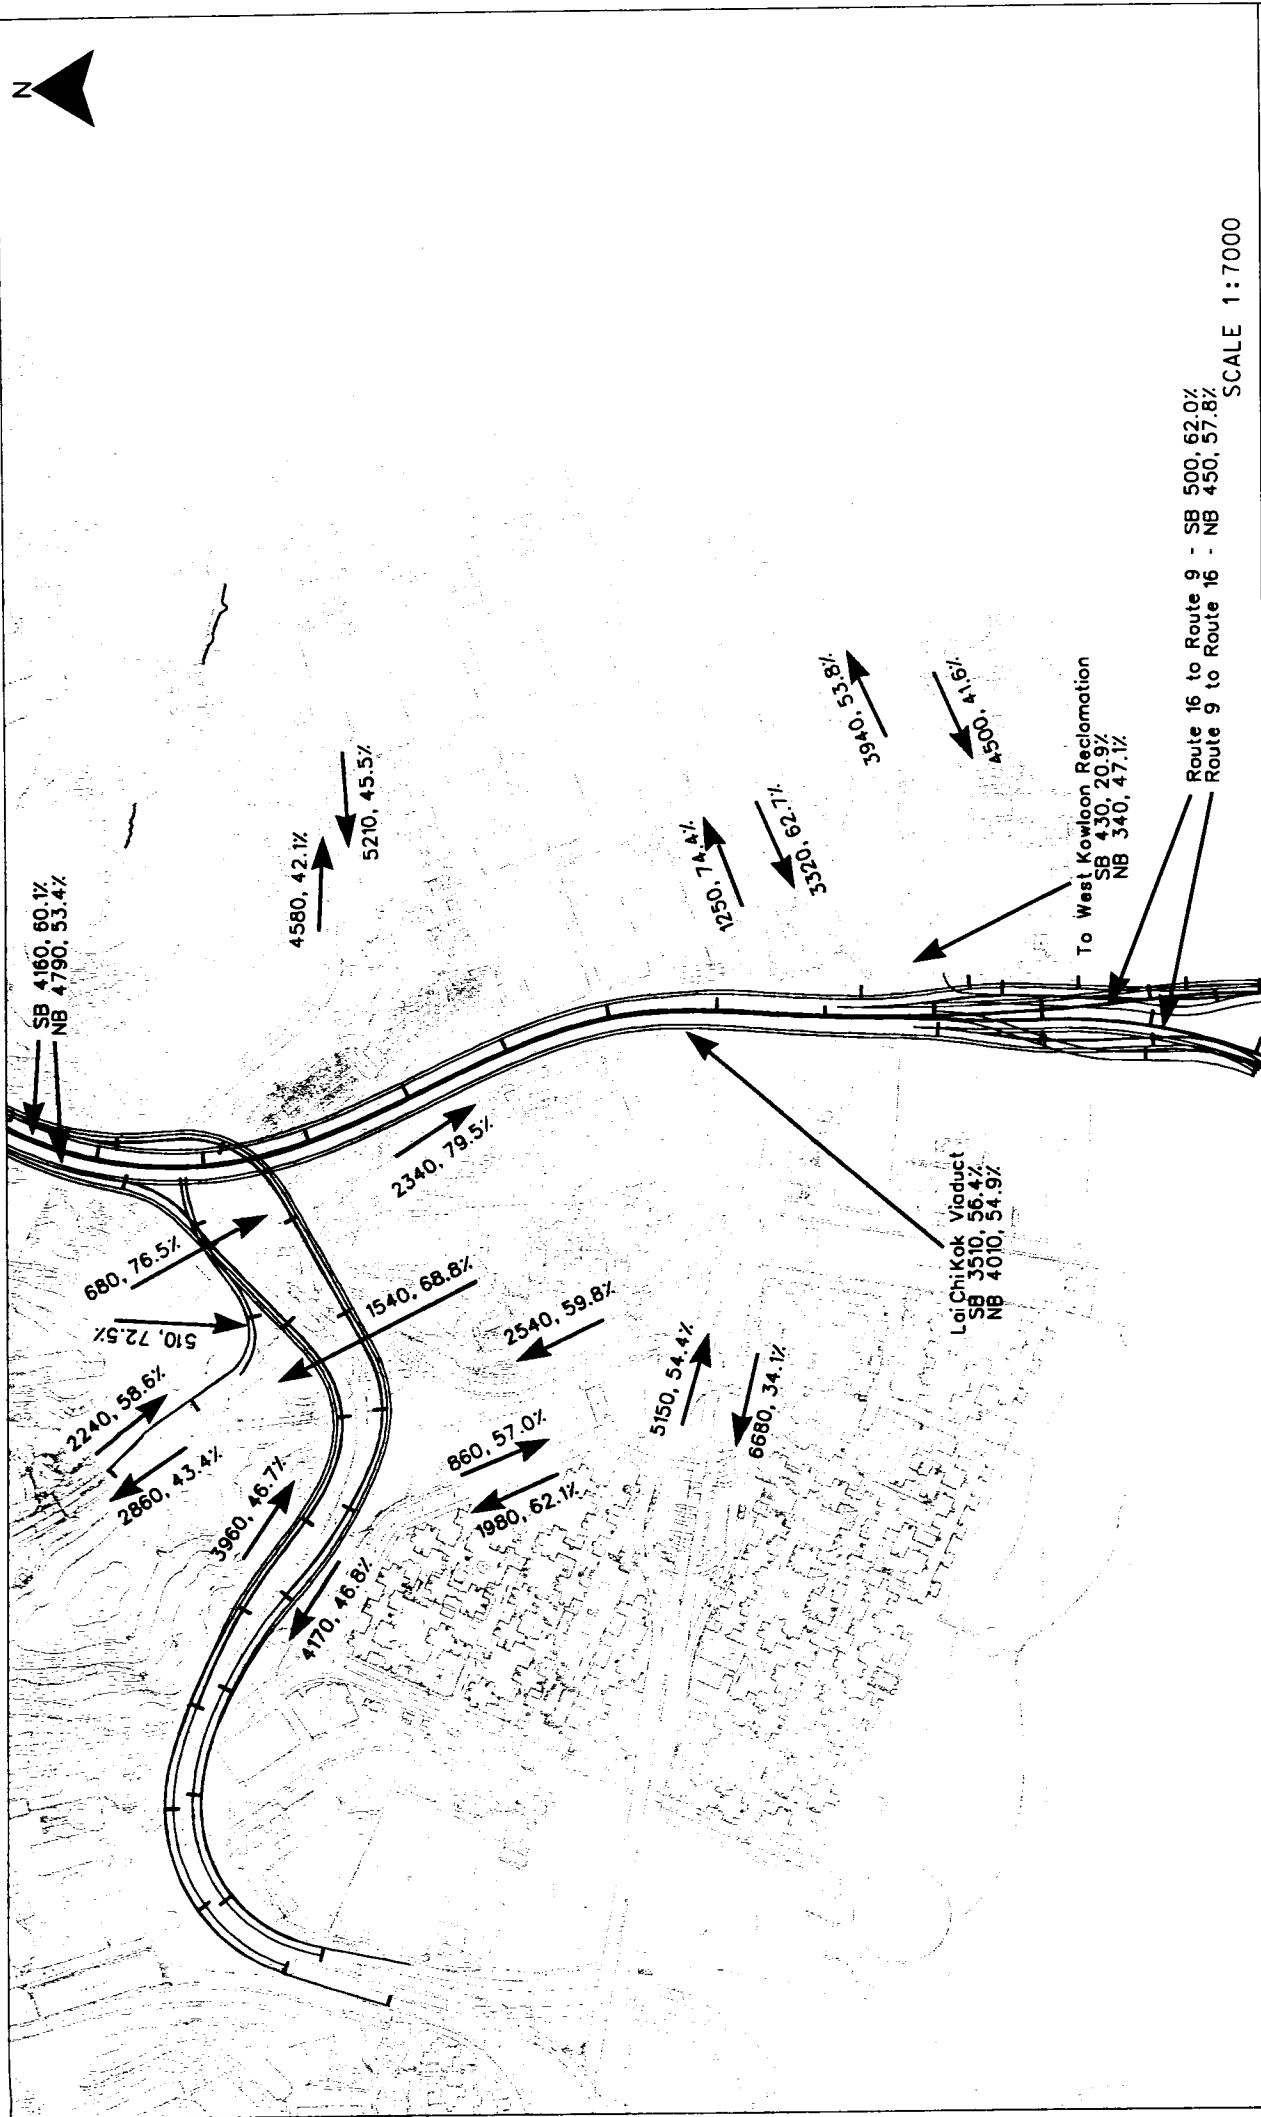 N
SB 4160, 60.1%
NB 4790, 53.4%
4580, 42.1%
5210, 45.5%
680, 76.5%
510, 72.5%
2240, 58.6%
2860, 43.4%
3960, 46.7%
4170, 46.8%
1540, 68.8%
2340, 79.5%
2540, 59.8%
860, 57.0%
1980, 62.1%
5150, 54.4%
6680, 34.1%
1250, 74.4%
3320, 62.7%
3940, 53.8%
4500, 41.6%
Lai Chi Kok Viaduct
SB 3510, 56.4%
NB 4010, 54.9%
To West Kowloon Reclamation
SB 430, 20.9%
NB 340, 47.1%
Route 16 to Route 9 - SB 500, 62.0%
Route 9 to Route 16 - NB 450, 57.8%
SCALE 1:7000